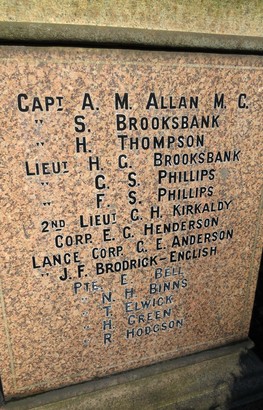 CAPT. A. M. ALLAN M. C.
" S. BROOKSBANK
" H. THOMPSON
LIEUT H. G. BROOKSBANK
" G. S. PHILLIPS
" F. S. PHILLIPS
2ND LIEUT G. H. KIRKALDY
CORP. E. G. HENDERSON
LANCE CORP. G. E. ANDERSON
" J. F. BRODRICK-ENGLISH
PTE. E. BELL
" N. H. BINNS
" T. ELWICK
" H. GREEN
" R. HODGSON